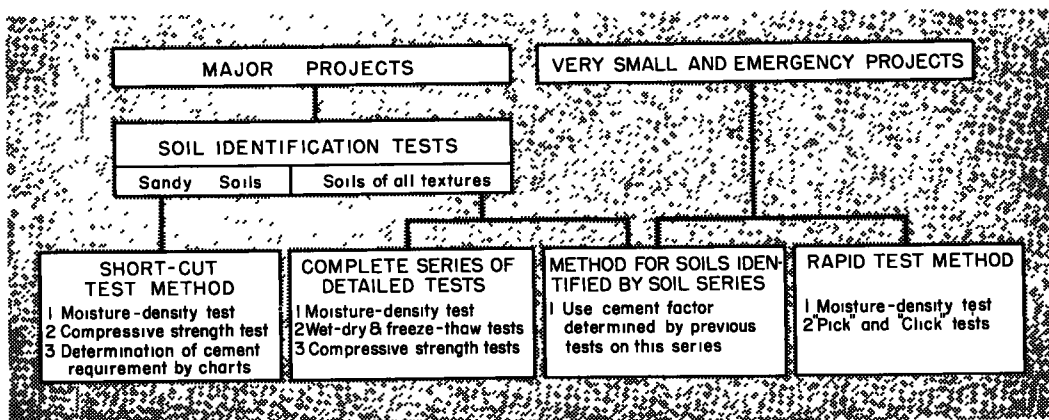 MAJOR PROJECTS
VERY SMALL AND EMERGENCY PROJECTS
SOIL IDENTIFICATION TESTS
Sandy Soils
Soils of all textures
SHORT-CUT
TEST METHOD
1 Moisture-density test
2 Compressive strength test
3 Determination of cement
requirement by charts
COMPLETE SERIES OF
DETAILED TESTS
1 Moisture-density test
2 Wet-dry & freeze-thaw tests
3 Compressive strength tests
METHOD FOR SOILS IDEN-
TIFIED BY SOIL SERIES
1 Use cement factor
determined by previous
tests on this series
RAPID TEST METHOD
1 Moisture-density test
2 "Pick" and "Click" tests